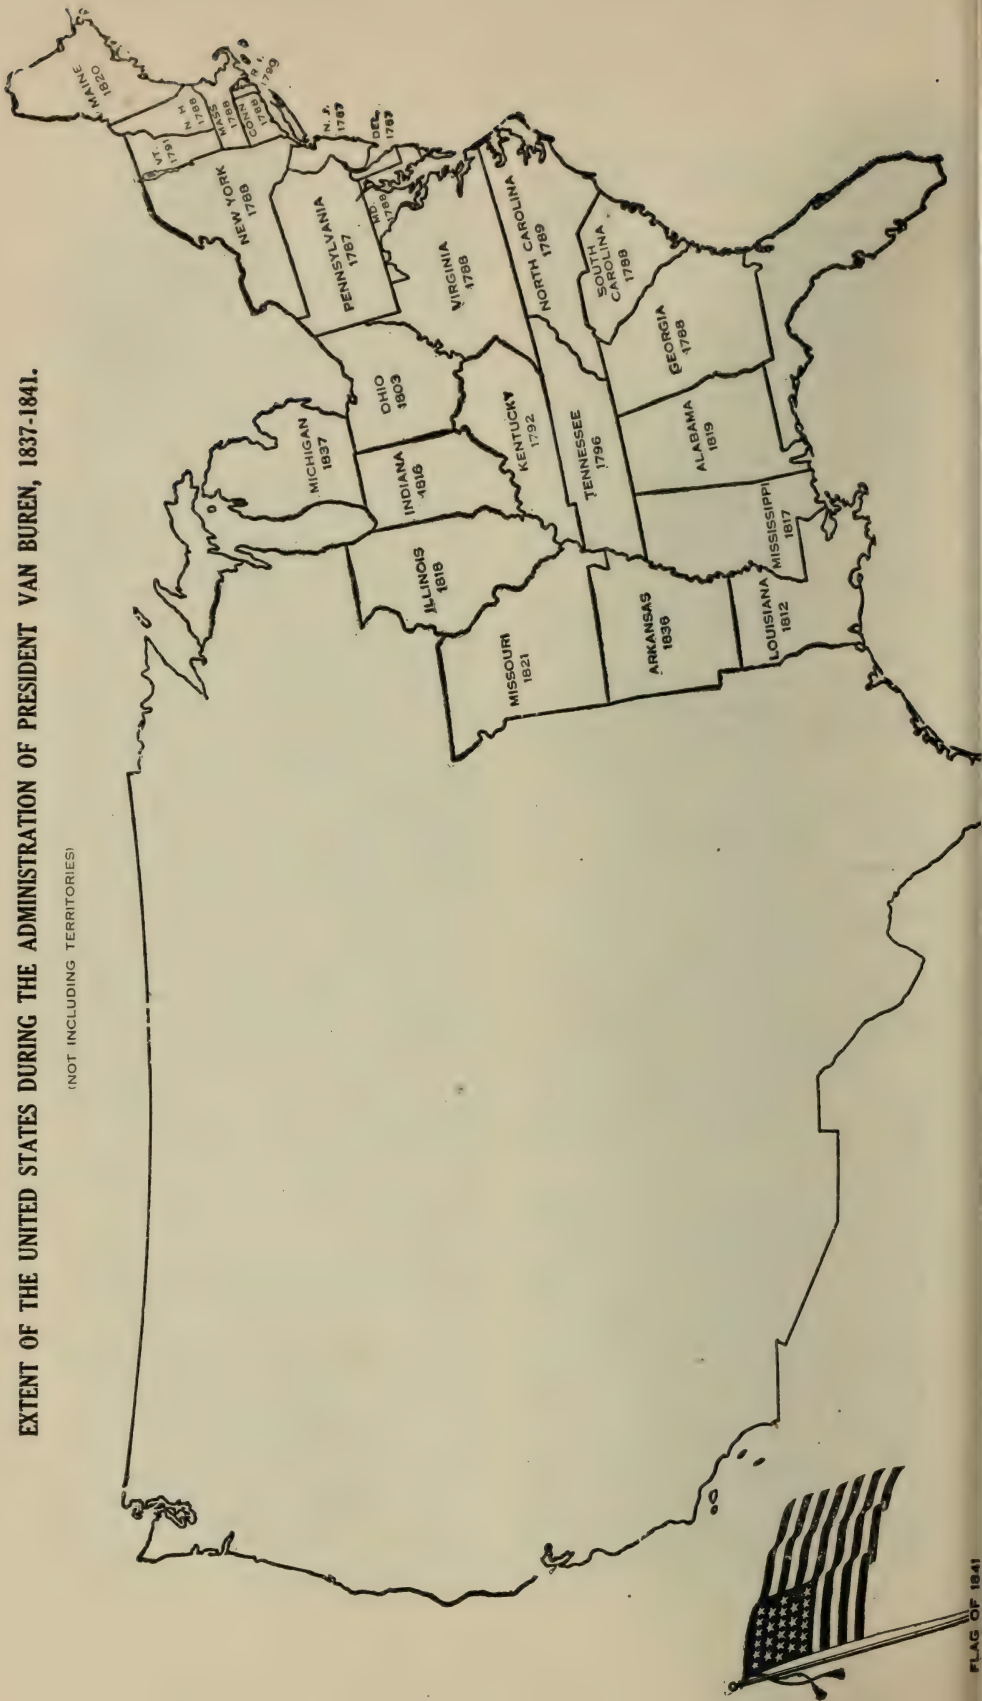 EXTENT OF THE UNITED STATES DURING THE ADMINISTRATION OF PRESIDENT VAN BUREN, 1837-1841.
(NOT INCLUDING TERRITORIES)
MAINE
1820
VT.
1791
N H
1788
MASS
1788
CONN
1788
R I.
1790
NEW YORK
1788
N. J.
1787
PENNSYLVANIA
1787
DEL.
1787
MD.
1788
VIRGINIA
1788
NORTH CAROLINA
1789
SOUTH
CAROLINA
1788
GEORGIA
1788
OHIO
1803
MICHIGAN
1837
INDIANA
1816
KENTUCKY
1792
TENNESSEE
1796
ALABAMA
1819
ILLINOIS
1818
MISSISSIPPI
1817
MISSOURI
1821
ARKANSAS
1836
LOUISIANA
1812
FLAG OF 1841